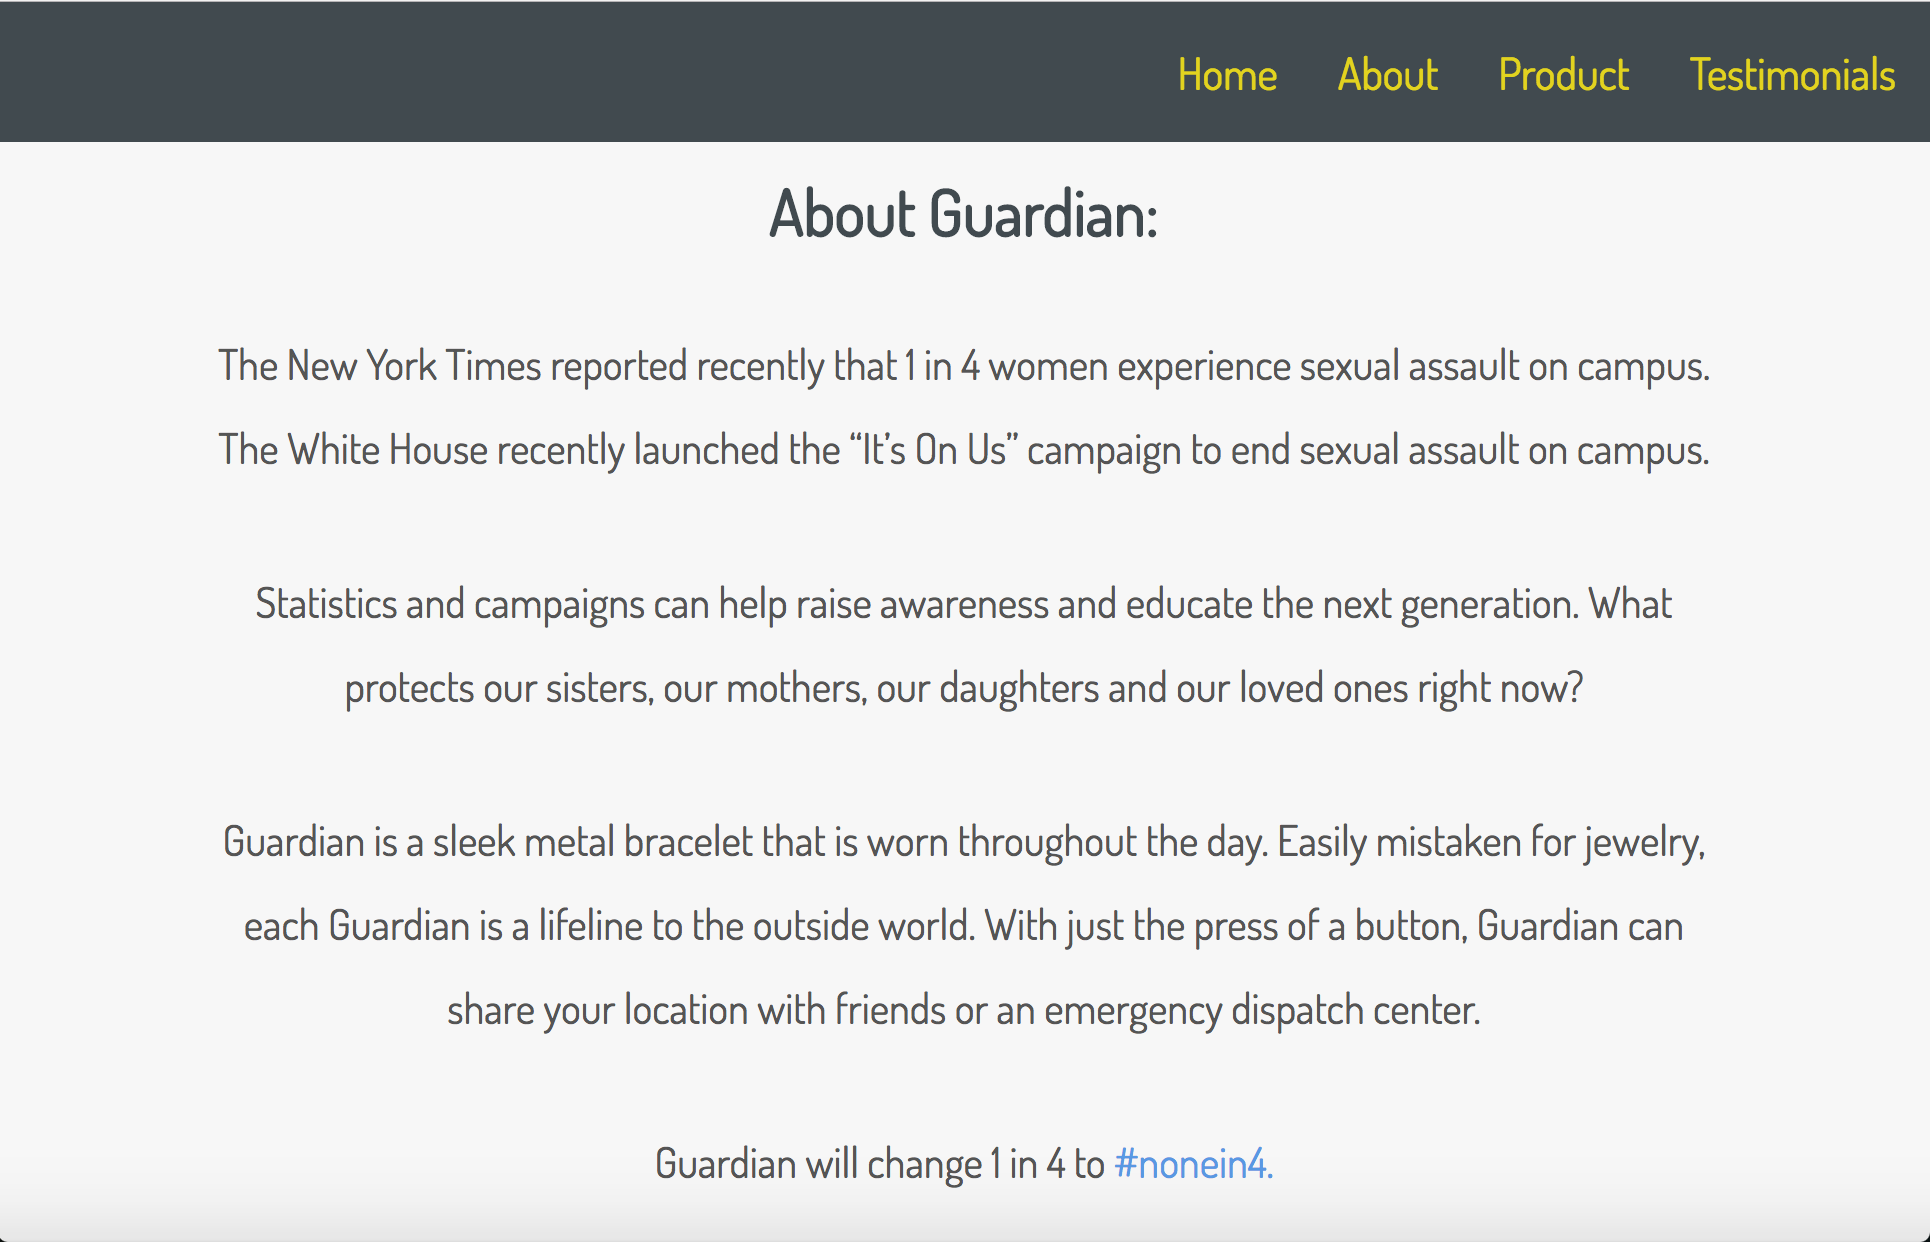 Home About Product Testimonials
About Guardian:
The New York Times reported recently that 1 in 4 women experience sexual assault on campus.
The White House recently launched the “It’s On Us” campaign to end sexual assault on campus.
Statistics and campaigns can help raise awareness and educate the next generation. What
protects our sisters, our mothers, our daughters and our loved ones right now?
Guardian is a sleek metal bracelet that is worn throughout the day. Easily mistaken for jewelry,
each Guardian is a lifeline to the outside world. With just the press of a button, Guardian can
share your location with friends or an emergency dispatch center.
Guardian will change 1 in 4 to #nonein4.